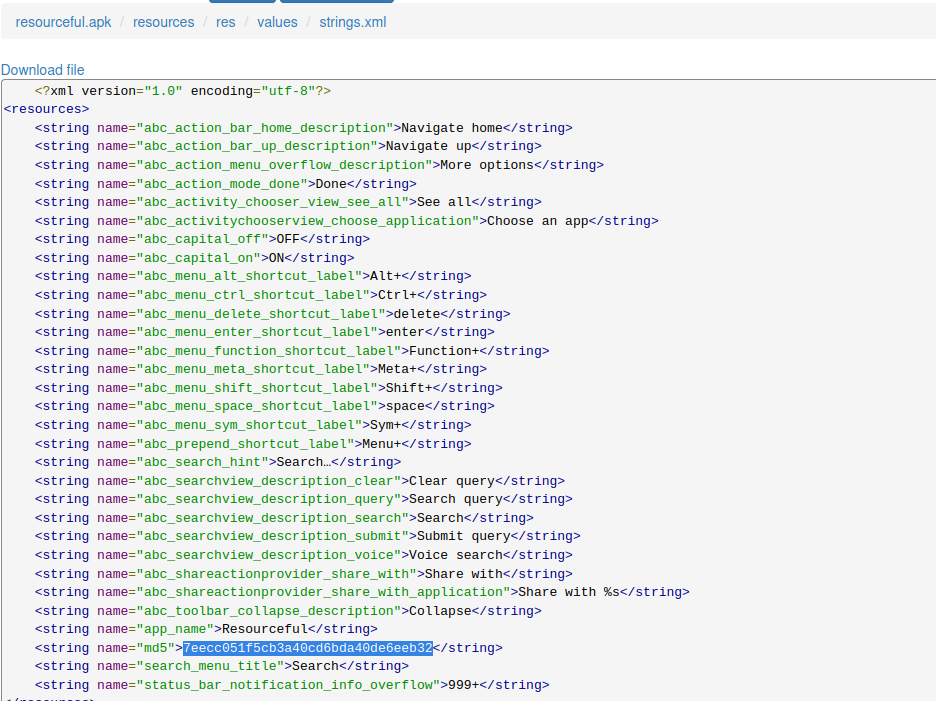 resourceful.apk / resources / res / values / strings.xml
Download file
<?xml version="1.0" encoding="utf-8"?>
<resources>
<string name="abc_action_bar_home_description">Navigate home</string>
<string name="abc_action_bar_up_description">Navigate up</string>
<string name="abc_action_menu_overflow_description">More options</string>
<string name="abc_action_mode_done">Done</string>
<string name="abc_activity_chooser_view_see_all">See all</string>
<string name="abc_activitychooserview_choose_application">Choose an app</string>
<string name="abc_capital_off">OFF</string>
<string name="abc_capital_on">ON</string>
<string name="abc_menu_alt_shortcut_label">Alt+</string>
<string name="abc_menu_ctrl_shortcut_label">Ctrl+</string>
<string name="abc_menu_delete_shortcut_label">delete</string>
<string name="abc_menu_enter_shortcut_label">enter</string>
<string name="abc_menu_function_shortcut_label">Function+</string>
<string name="abc_menu_meta_shortcut_label">Meta+</string>
<string name="abc_menu_shift_shortcut_label">Shift+</string>
<string name="abc_menu_space_shortcut_label">space</string>
<string name="abc_menu_sym_shortcut_label">Sym+</string>
<string name="abc_prepend_shortcut_label">Menu+</string>
<string name="abc_search_hint">Search…</string>
<string name="abc_searchview_description_clear">Clear query</string>
<string name="abc_searchview_description_query">Search query</string>
<string name="abc_searchview_description_search">Search</string>
<string name="abc_searchview_description_submit">Submit query</string>
<string name="abc_searchview_description_voice">Voice search</string>
<string name="abc_shareactionprovider_share_with">Share with</string>
<string name="abc_shareactionprovider_share_with_application">Share with %s</string>
<string name="abc_toolbar_collapse_description">Collapse</string>
<string name="app_name">Resourceful</string>
<string name="md5">7eecc051f5cb3a40cd6bda40de6eeb32</string>
<string name="search_menu_title">Search</string>
<string name="status_bar_notification_info_overflow">999+</string>